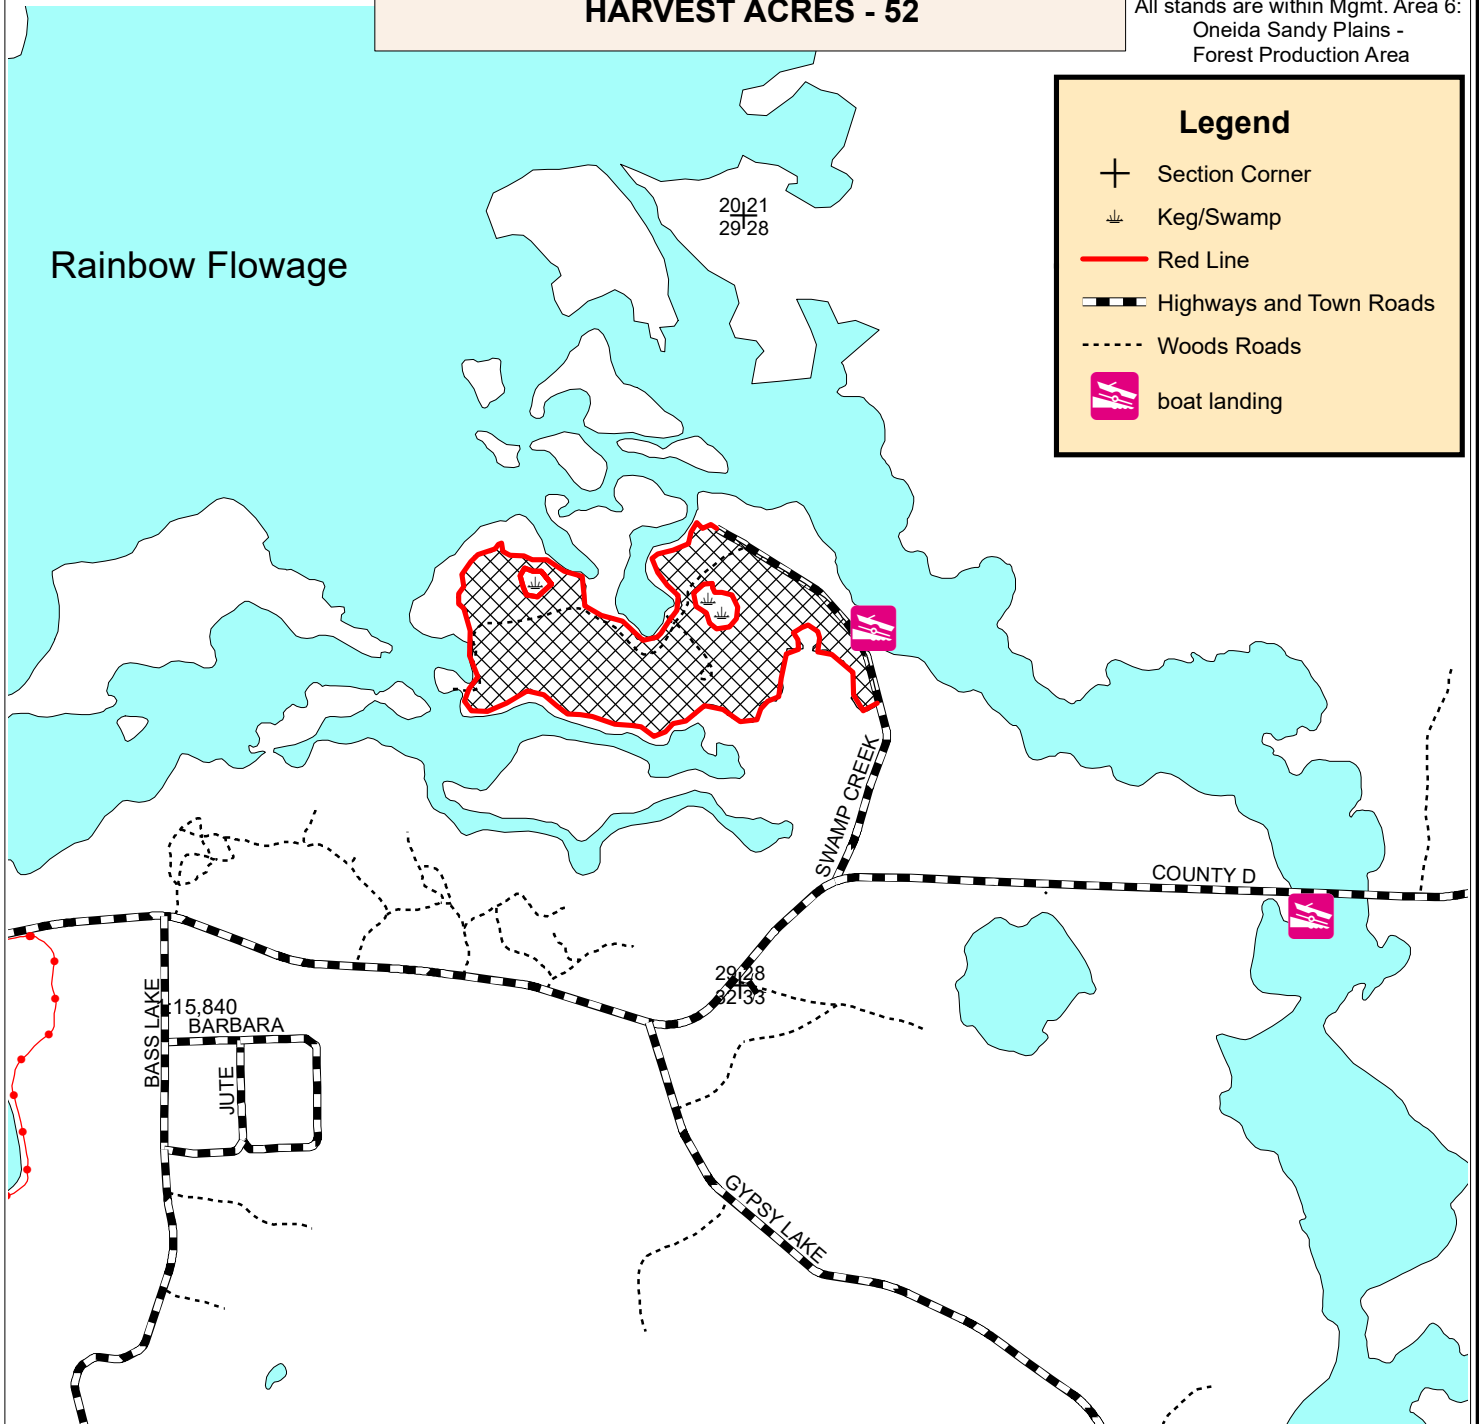 HARVEST ACRES - 52
All stands are within Mgmt. Area 6:
Oneida Sandy Plains -
Forest Production Area
Legend
Section Corner
Keg/Swamp
Red Line
Highways and Town Roads
Woods Roads
boat landing
20 21
29 28
Rainbow Flowage
SWAMP CREEK
COUNTY D
29 28
32 33
BASS LAKE
:15,840
BARBARA
JUTE
GYPSY LAKE